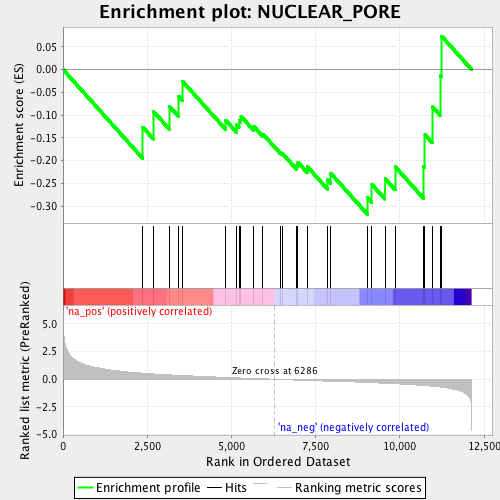 Enrichment plot: NUCLEAR_PORE
Enrichment score (ES)
0.05
0.00
-0.05
-0.10
-0.15
-0.20
-0.25
-0.30
'na_pos' (positively correlated)
Ranked list metric (PreRanked)
5.0
2.5
0.0
-2.5
-5.0
Zero cross at 6286
'na_neg' (negatively correlated)
0
2,500
5,000
7,500
10,000
12,500
Rank in Ordered Dataset
Enrichment profile
Hits
Ranking metric scores